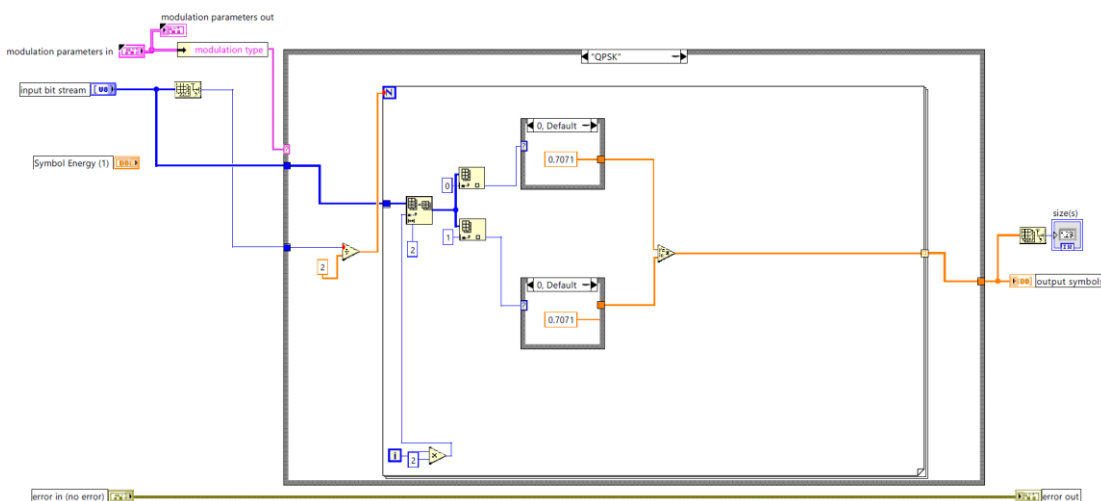 modulation parameters out
modulation parameters in
modulation type
"QPSK"
input bit stream
U8
N
0, Default
0.7071
Symbol Energy (1)
DBL
0
1
2
2
size(s)
output symbols
0, Default
0.7071
i
2
error in (no error)
error out